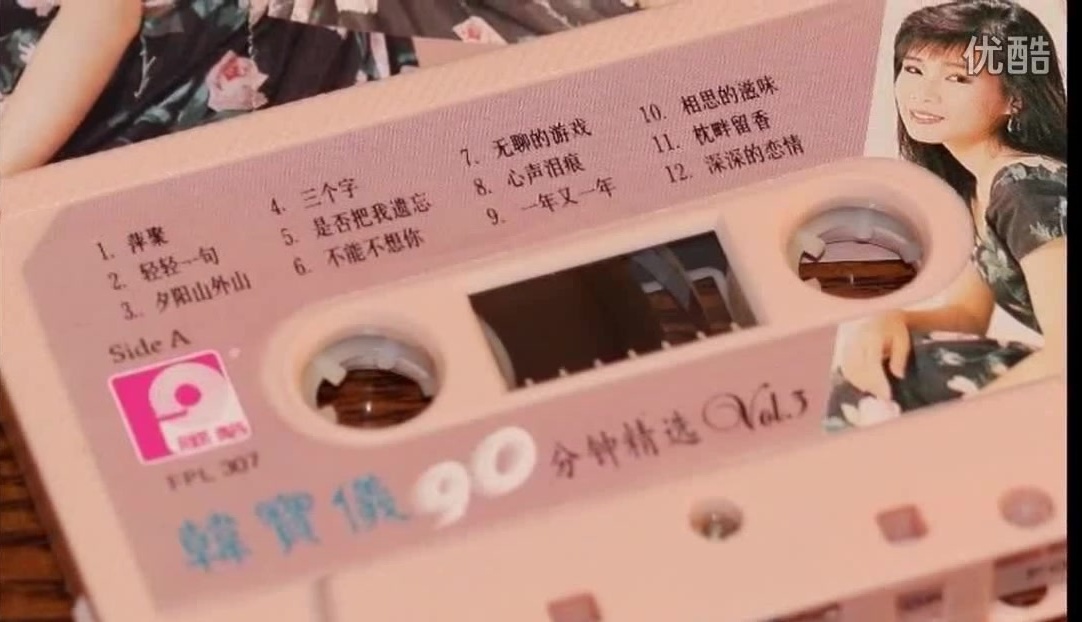 优酷
1. 萍聚
2. 轻轻一句
3. 夕阳山外山
4. 三个字
5. 是否把我遗忘
6. 不能不想你
7. 无聊的游戏
8. 心声泪痕
9. 一年又一年
10. 相思的滋味
11. 枕畔留香
12. 深深的恋情
Side A
FPL 307
韓寶儀90分钟精选 Vol.3